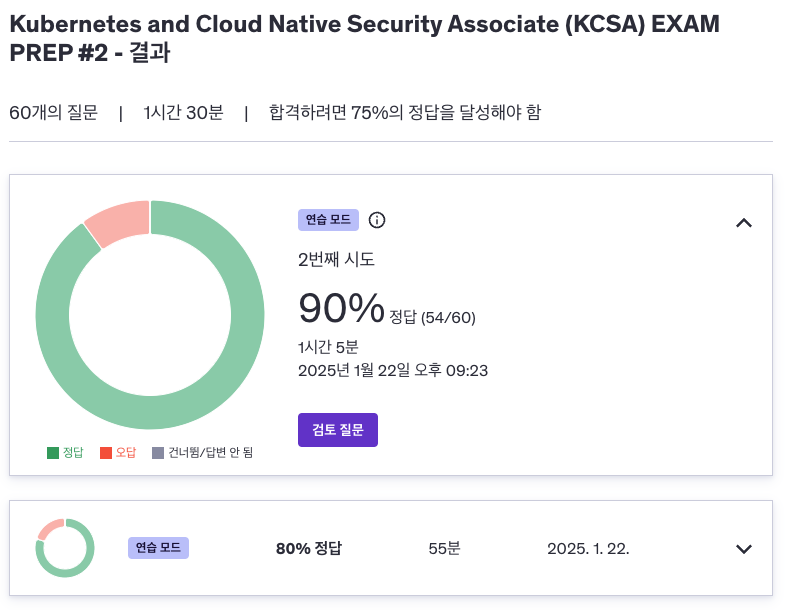 Kubernetes and Cloud Native Security Associate (KCSA) EXAM
PREP #2 - 결과
60개의 질문 | 1시간 30분 | 합격하려면 75%의 정답을 달성해야 함
연습 모드
2번째 시도
90% 정답 (54/60)
1시간 5분
2025년 1월 22일 오후 09:23
검토 질문
정답 오답 건너뜀/답변 안 됨
연습 모드 80% 정답 55분 2025. 1. 22.